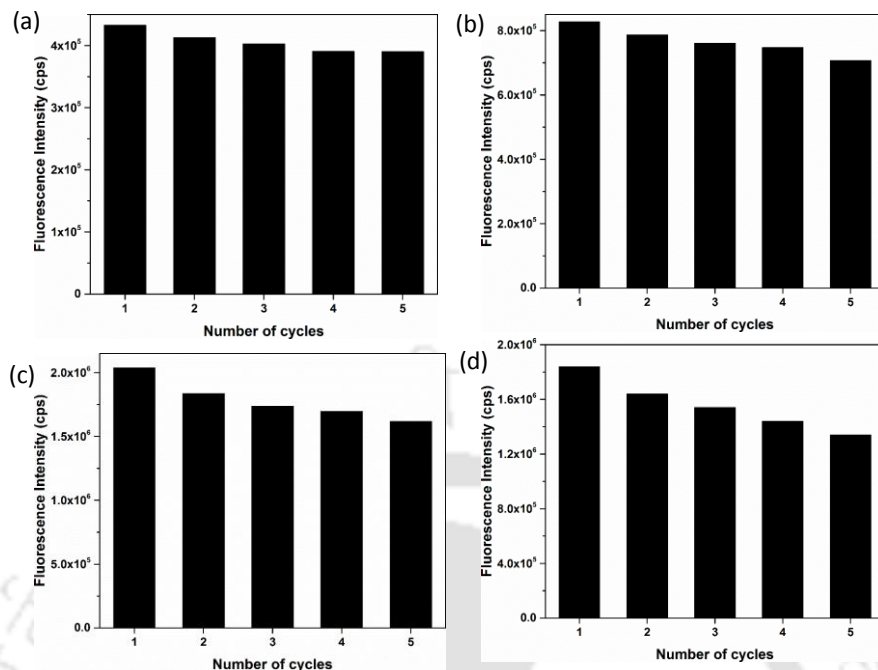 (a)
Fluorescence Intensity (cps)
4x10⁵
3x10⁵
2x10⁵
1x10⁵
0
1 2 3 4 5
Number of cycles
(b)
Fluorescence Intensity (cps)
8.0x10⁵
6.0x10⁵
4.0x10⁵
2.0x10⁵
0.0
1 2 3 4 5
Number of cycles
(c)
Fluorescence Intensity (cps)
2.0x10⁶
1.5x10⁶
1.0x10⁶
5.0x10⁵
0.0
1 2 3 4 5
Number of cycles
(d)
Fluorescence Intensity (cps)
2.0x10⁶
1.6x10⁶
1.2x10⁶
8.0x10⁵
4.0x10⁵
0.0
1 2 3 4 5
Number of cycles